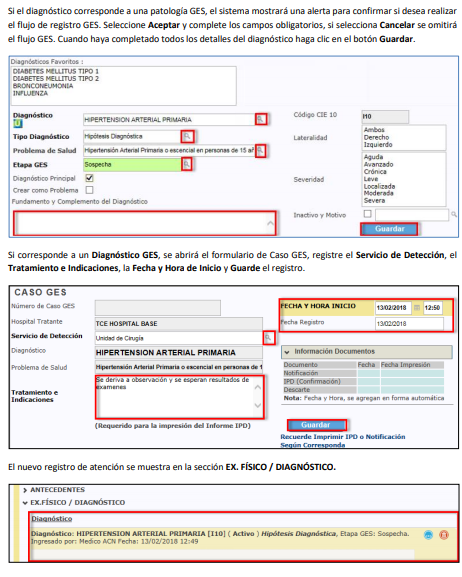 Si el diagnóstico corresponde a una patología GES, el sistema mostrará una alerta para confirmar si desea realizar
el flujo de registro GES. Seleccione Aceptar y complete los campos obligatorios, si selecciona Cancelar se omitirá
el flujo GES. Cuando haya completado todos los detalles del diagnóstico haga clic en el botón Guardar.
Diagnósticos Favoritos :
DIABETES MELLITUS TIPO 1
DIABETES MELLITUS TIPO 2
BRONCONEUMONIA
INFLUENZA
Diagnóstico HIPERTENSION ARTERIAL PRIMARIA Código CIE 10 I10
Tipo Diagnóstico Hipótesis Diagnóstica Lateralidad Ambos
Derecho
Izquierdo
Problema de Salud Hipertensión Arterial Primaria o escencial en personas de 15 añ
Etapa GES Sospecha
Diagnóstico Principal Severidad Aguda
Avanzado
Crónica
Leve
Localizada
Moderada
Severa
Crear como Problema
Fundamento y Complemento del Diagnóstico
Inactivo y Motivo
Guardar
Si corresponde a un Diagnóstico GES, se abrirá el formulario de Caso GES, registre el Servicio de Detección, el
Tratamiento e Indicaciones, la Fecha y Hora de Inicio y Guarde el registro.
CASO GES
Número de Caso GES FECHA Y HORA INICIO 13/02/2018 12:50
Hospital Tratante TCE HOSPITAL BASE Fecha Registro 13/02/2018
Servicio de Detección Unidad de Cirugía
Diagnóstico HIPERTENSION ARTERIAL PRIMARIA Información Documentos
Problema de Salud Hipertensión Arterial Primaria o escencial en personas de 1
Documento Fecha Fecha Impresión
Notificación
IPD (Confirmación)
Descarte
Nota: Fecha y Hora, se agregan en forma automática
Tratamiento e
Indicaciones
Se deriva a observación y se esperan resultados de
examenes
(Requerido para la impresión del Informe IPD)
Guardar
Recuerde Imprimir IPD o Notificación
Según Corresponda
El nuevo registro de atención se muestra en la sección EX. FÍSICO / DIAGNÓSTICO.
ANTECEDENTES
EX.FÍSICO / DIAGNÓSTICO
Diagnóstico
Diagnóstico: HIPERTENSION ARTERIAL PRIMARIA [I10] ( Activo ) Hipótesis Diagnóstica, Etapa GES: Sospecha.
Ingresado por: Medico ACN Fecha: 13/02/2018 12:49